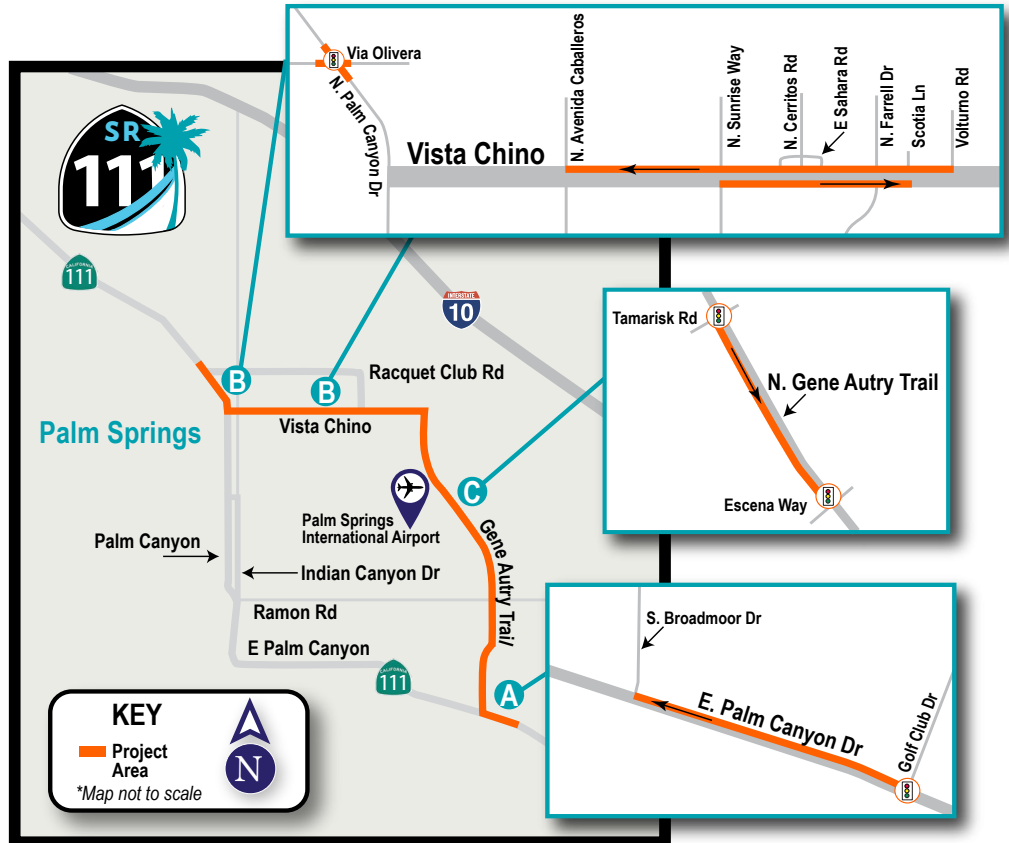 Via Olivera
N. Palm Canyon Dr
Vista Chino
N. Avenida Caballeros
N. Sunrise Way
N. Cerritos Rd
E Sahara Rd
N. Farrell Dr
Scotia Ln
Volturno Rd
SR
111
CALIFORNIA
111
INTERSTATE
10
Tamarisk Rd
N. Gene Autry Trail
Escena Way
B
B
Racquet Club Rd
Vista Chino
Palm Springs
C
Palm Springs
International Airport
Gene Autry Trail
Palm Canyon
Indian Canyon Dr
Ramon Rd
E Palm Canyon
CALIFORNIA
111
A
S. Broadmoor Dr
E. Palm Canyon Dr
Golf Club Dr
KEY
Project
Area
*Map not to scale
N